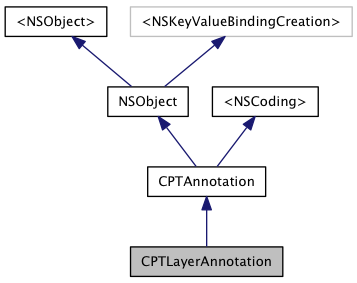 <NSObject>
<NSKeyValueBindingCreation>
NSObject
<NSCoding>
CPTAnnotation
CPTLayerAnnotation